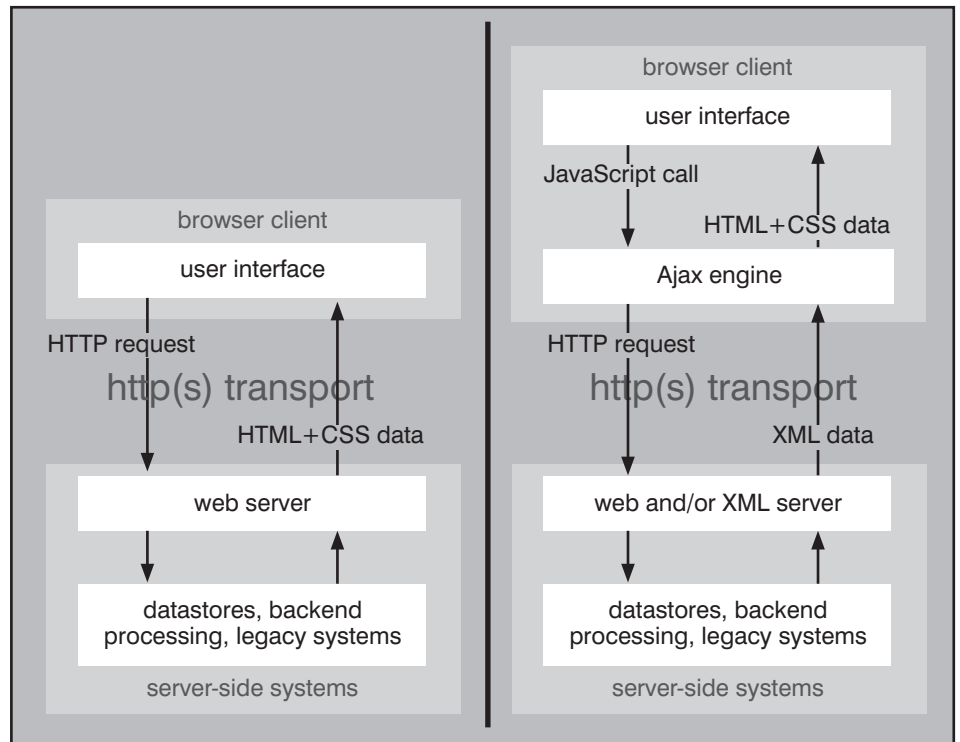 browser client
user interface
HTTP request
http(s) transport
HTML+CSS data
web server
datastores, backend
processing, legacy systems
server-side systems
browser client
user interface
JavaScript call
HTML+CSS data
Ajax engine
HTTP request
http(s) transport
XML data
web and/or XML server
datastores, backend
processing, legacy systems
server-side systems